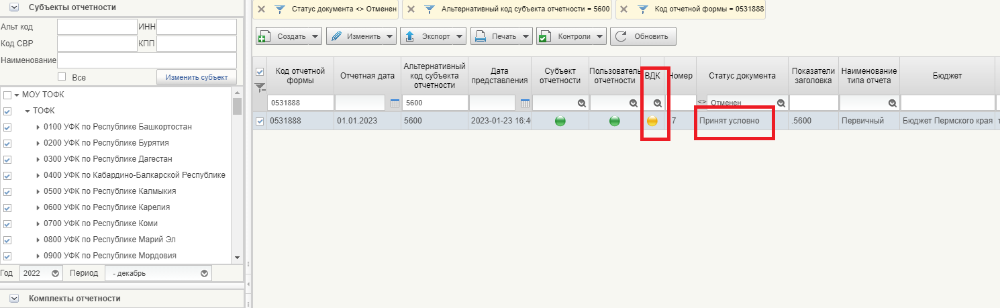 Субъекты отчетности
Альт код
ИНН
Код СВР
КПП
Наименование
Все
Изменить субъект
МОУ ТОФК
ТОФК
0100 УФК по Республике Башкортостан
0200 УФК по Республике Бурятия
0300 УФК по Республике Дагестан
0400 УФК по Кабардино-Балкарской Республике
0500 УФК по Республике Калмыкия
0600 УФК по Республике Карелия
0700 УФК по Республике Коми
0800 УФК по Республике Марий Эл
0900 УФК по Республике Мордовия
Год 2022 Период - декабрь
Комплекты отчетности
Статус документа <> Отменен
Альтернативный код субъекта отчетности = 5600
Код отчетной формы = 0531888
Создать Изменить Экспорт Печать Контроли Обновить
Код отчетной формы
Отчетная дата
Альтернативный код субъекта отчетности
Дата представления
Субъект отчетности
Пользователь отчетности
ВДК
Номер
Статус документа
Показатели заголовка
Наименование типа отчета
Бюджет
0531888 5600 <> Отменен
0531888 01.01.2023 5600 2023-01-23 16:4 7 Принят условно .5600 Первичный Бюджет Пермского края